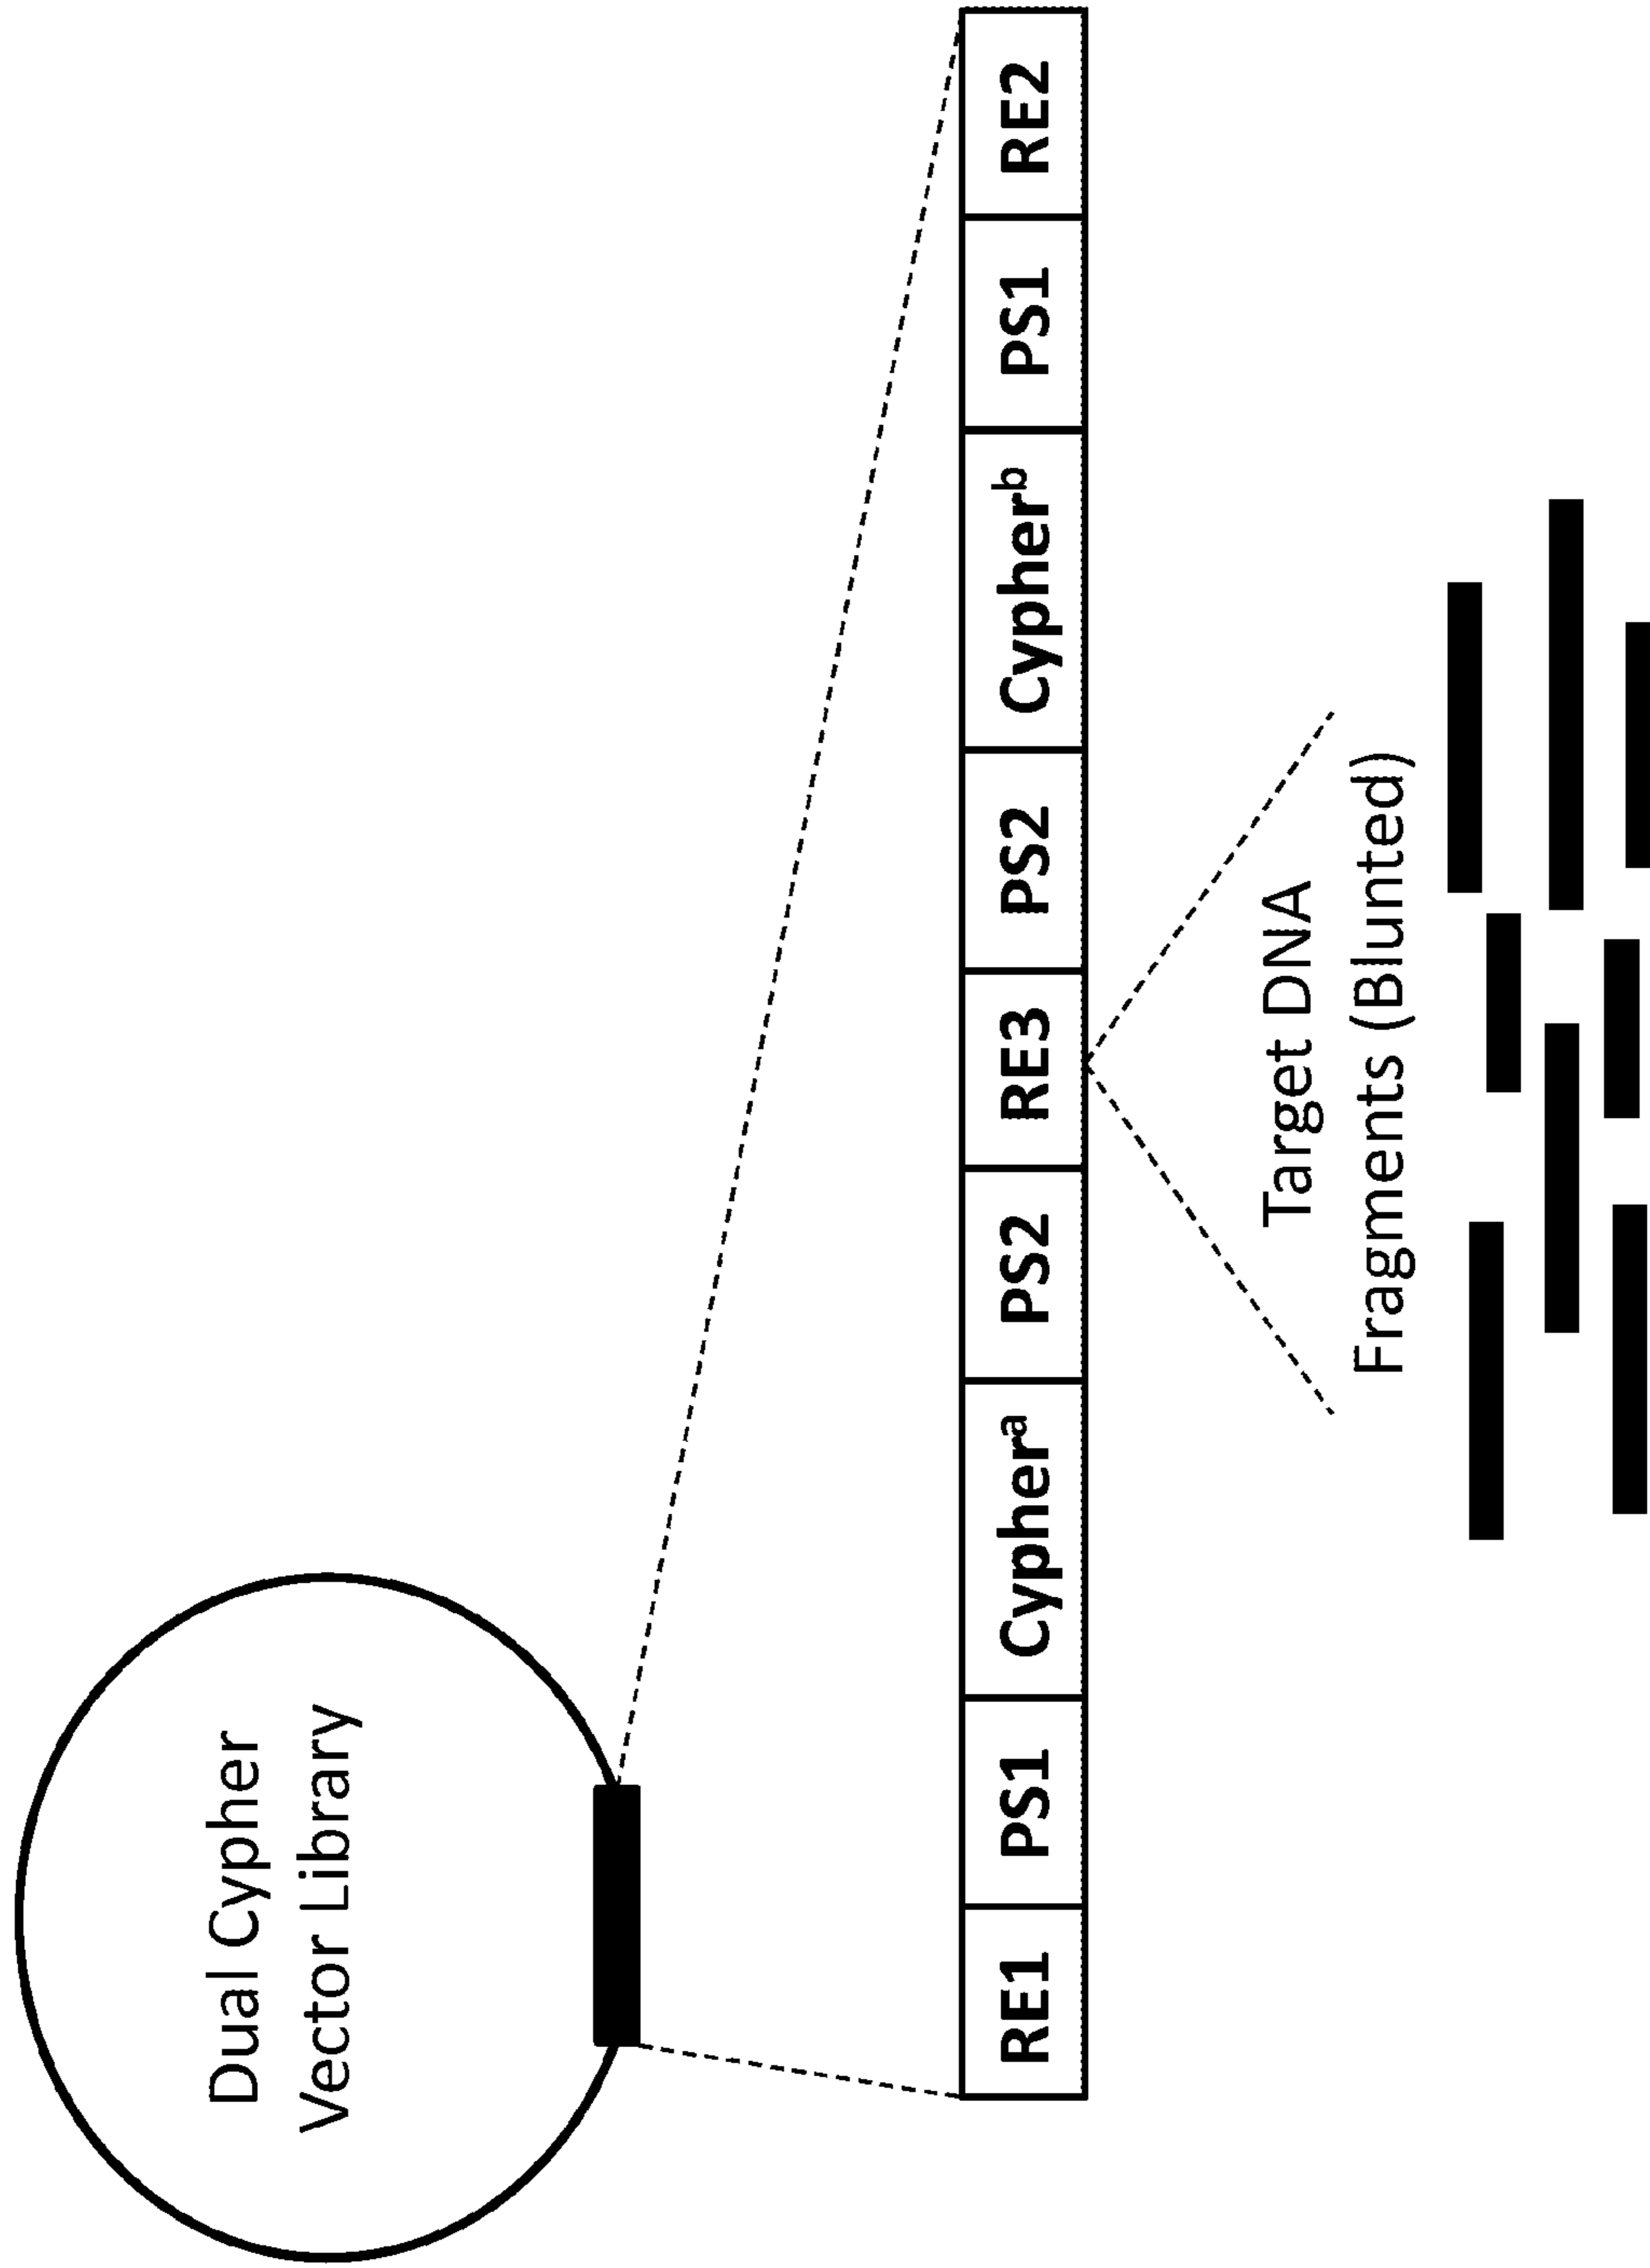 Dual Cypher
Vector Library
RE1 PS1 Cypherᵃ PS2 RE3 PS2 Cypherᵇ PS1 RE2
Target DNA
Fragments (Blunted)